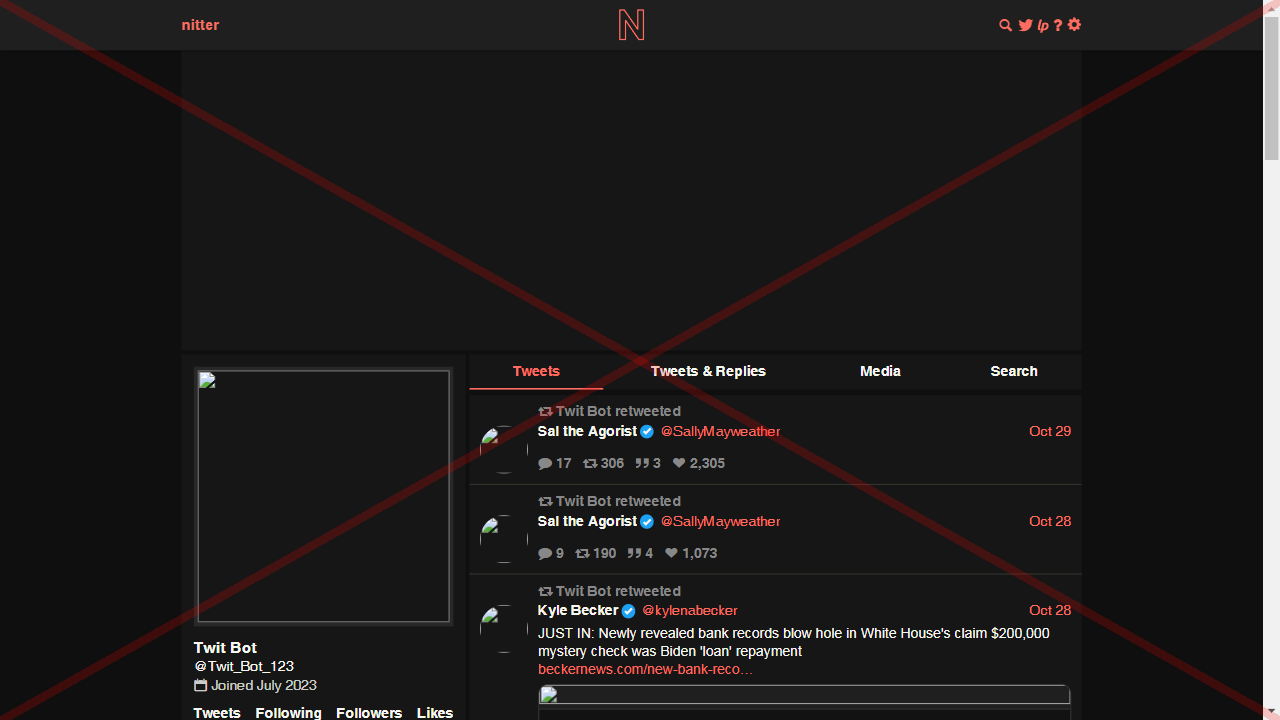 nitter
N
lp ?
Tweets Tweets & Replies Media Search
Twit Bot retweeted
Sal the Agorist @SallyMayweather Oct 29
17 306 3 2,305
Twit Bot retweeted
Sal the Agorist @SallyMayweather Oct 28
9 190 4 1,073
Twit Bot retweeted
Kyle Becker @kylenabecker Oct 28
JUST IN: Newly revealed bank records blow hole in White House's claim $200,000
mystery check was Biden 'loan' repayment
beckernews.com/new-bank-reco…
Twit Bot
@Twit_Bot_123
Joined July 2023
Tweets Following Followers Likes